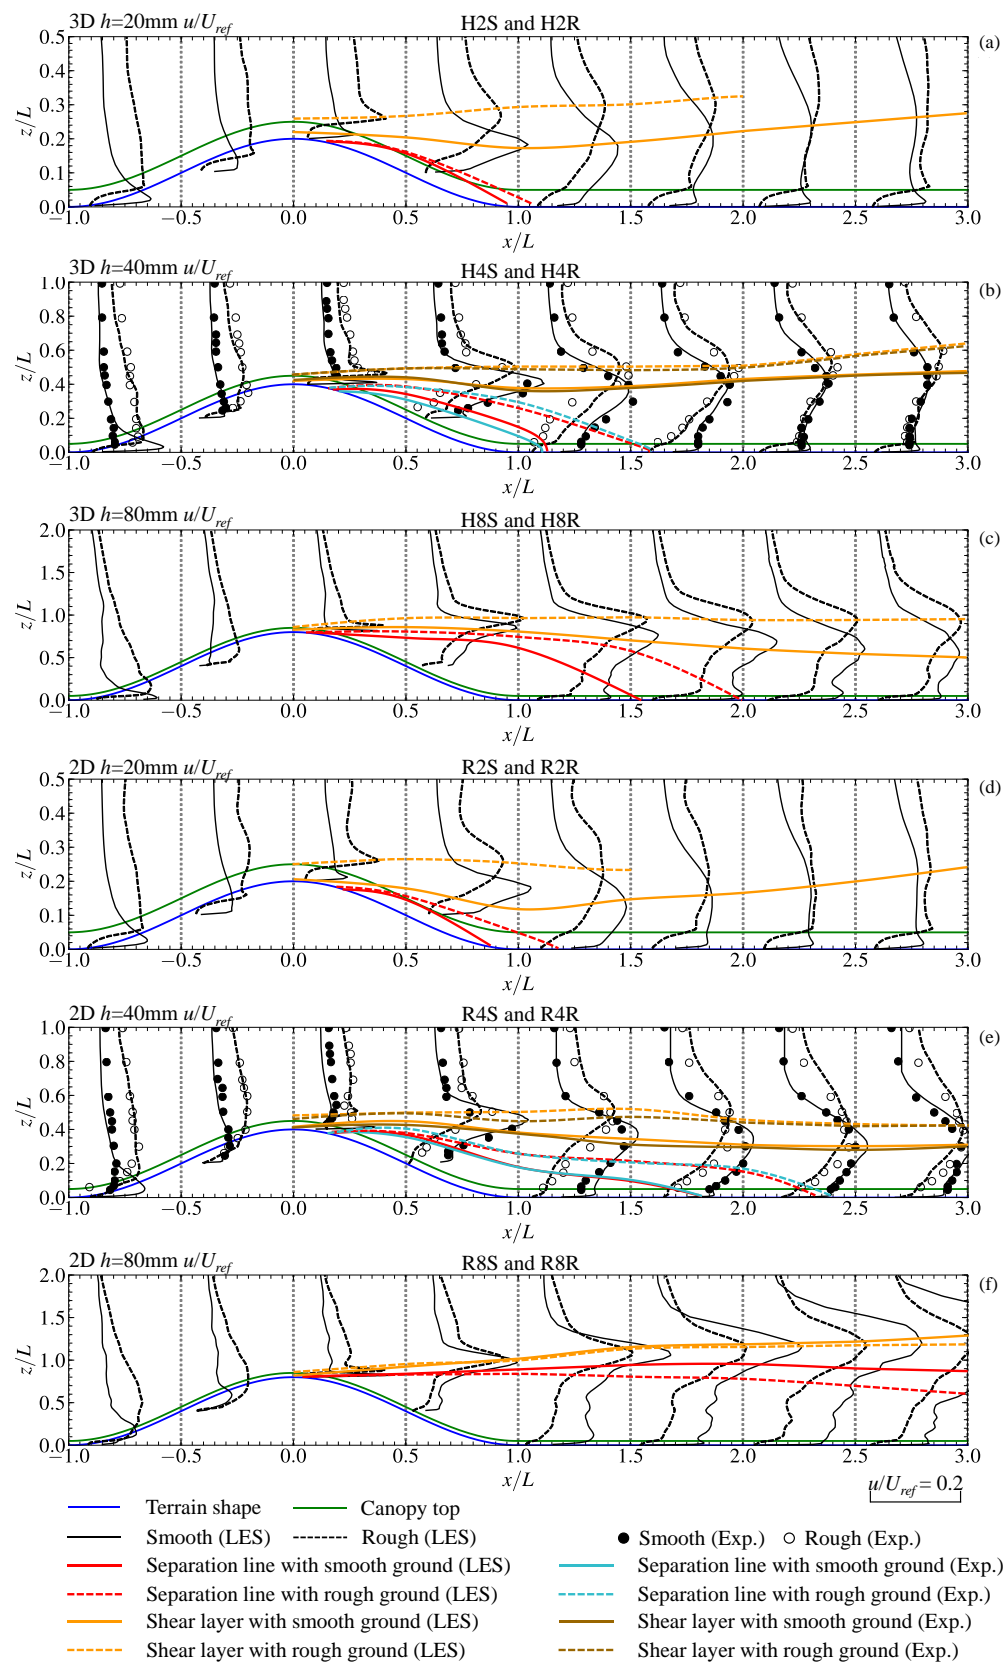 3D h=20mm u/U_ref H2S and H2R (a)
0.5
0.4
0.3
0.2
0.1
0.0
z/L
−1.0 −0.5 0.0 0.5 1.0 1.5 2.0 2.5 3.0
x/L
3D h=40mm u/U_ref H4S and H4R (b)
1.0
0.8
0.6
0.4
0.2
0.0
z/L
−1.0 −0.5 0.0 0.5 1.0 1.5 2.0 2.5 3.0
x/L
3D h=80mm u/U_ref H8S and H8R (c)
2.0
1.5
1.0
0.5
0.0
z/L
−1.0 −0.5 0.0 0.5 1.0 1.5 2.0 2.5 3.0
x/L
2D h=20mm u/U_ref R2S and R2R (d)
0.5
0.4
0.3
0.2
0.1
0.0
z/L
−1.0 −0.5 0.0 0.5 1.0 1.5 2.0 2.5 3.0
x/L
2D h=40mm u/U_ref R4S and R4R (e)
1.0
0.8
0.6
0.4
0.2
0.0
z/L
−1.0 −0.5 0.0 0.5 1.0 1.5 2.0 2.5 3.0
x/L
2D h=80mm u/U_ref R8S and R8R (f)
2.0
1.5
1.0
0.5
0.0
z/L
−1.0 −0.5 0.0 0.5 1.0 1.5 2.0 2.5 3.0
x/L
u/U_ref = 0.2
Terrain shape Canopy top
Smooth (LES) Rough (LES) Smooth (Exp.) Rough (Exp.)
Separation line with smooth ground (LES) Separation line with smooth ground (Exp.)
Separation line with rough ground (LES) Separation line with rough ground (Exp.)
Shear layer with smooth ground (LES) Shear layer with smooth ground (Exp.)
Shear layer with rough ground (LES) Shear layer with rough ground (Exp.)